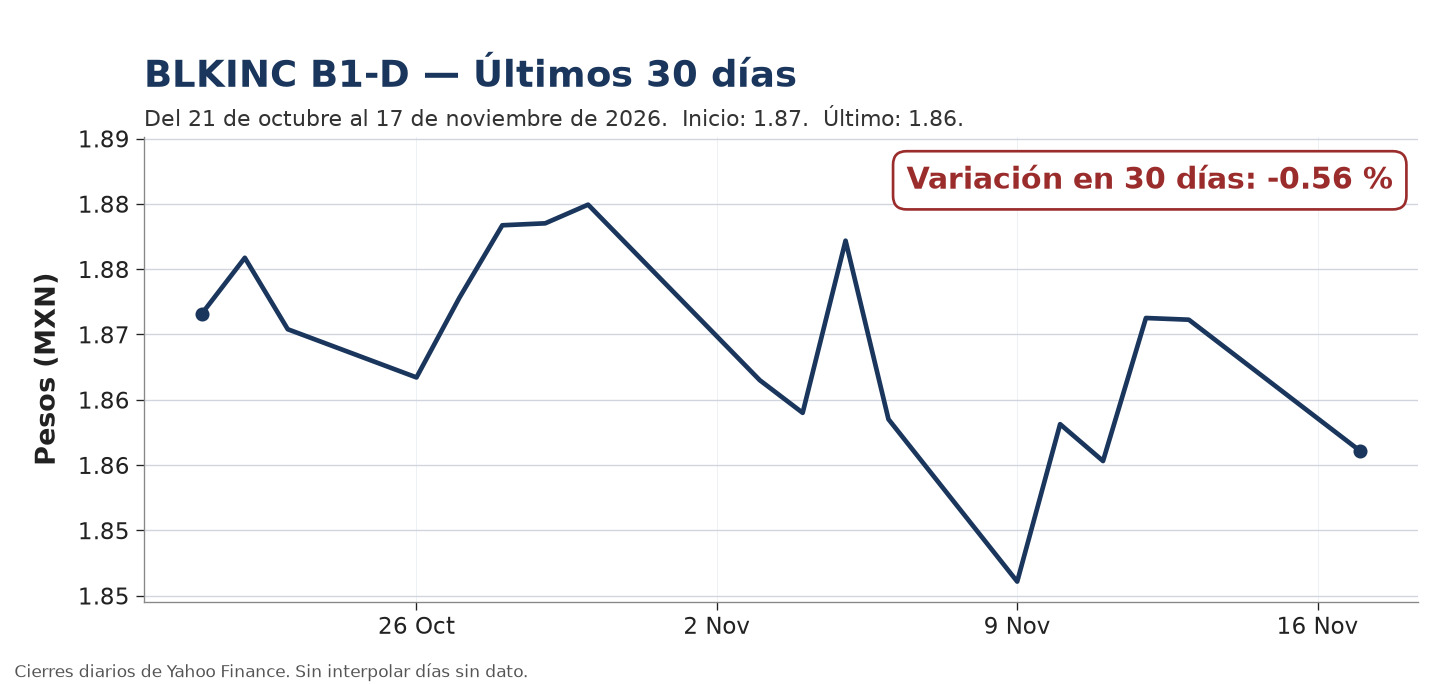 BLKINC B1-D — Últimos 30 días
Del 21 de octubre al 17 de noviembre de 2026.  Inicio: 1.87.  Último: 1.86.
Variación en 30 días: -0.56 %
Pesos (MXN)
1.89
1.88
1.88
1.87
1.86
1.86
1.85
1.85
26 Oct
2 Nov
9 Nov
16 Nov
Cierres diarios de Yahoo Finance. Sin interpolar días sin dato.